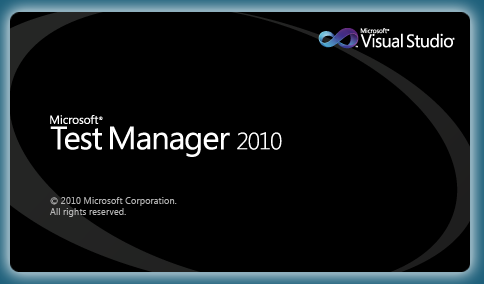 Microsoft®
Visual Studio®
Microsoft®
Test Manager 2010
© 2010 Microsoft Corporation.
All rights reserved.